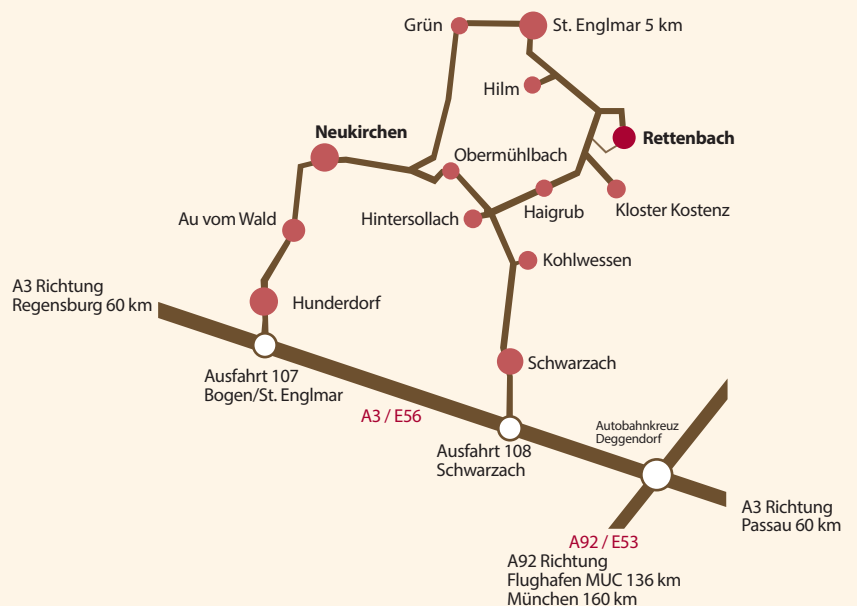 Grün
St. Englmar 5 km
Hilm
Neukirchen
Rettenbach
Obermühlbach
Au vom Wald
Hintersollach
Haigrub
Kloster Kostenz
Kohlwessen
A3 Richtung
Regensburg 60 km
Hunderdorf
Schwarzach
Ausfahrt 107
Bogen/St. Englmar
A3 / E56
Autobahnkreuz
Deggendorf
Ausfahrt 108
Schwarzach
A3 Richtung
Passau 60 km
A92 / E53
A92 Richtung
Flughafen MUC 136 km
München 160 km